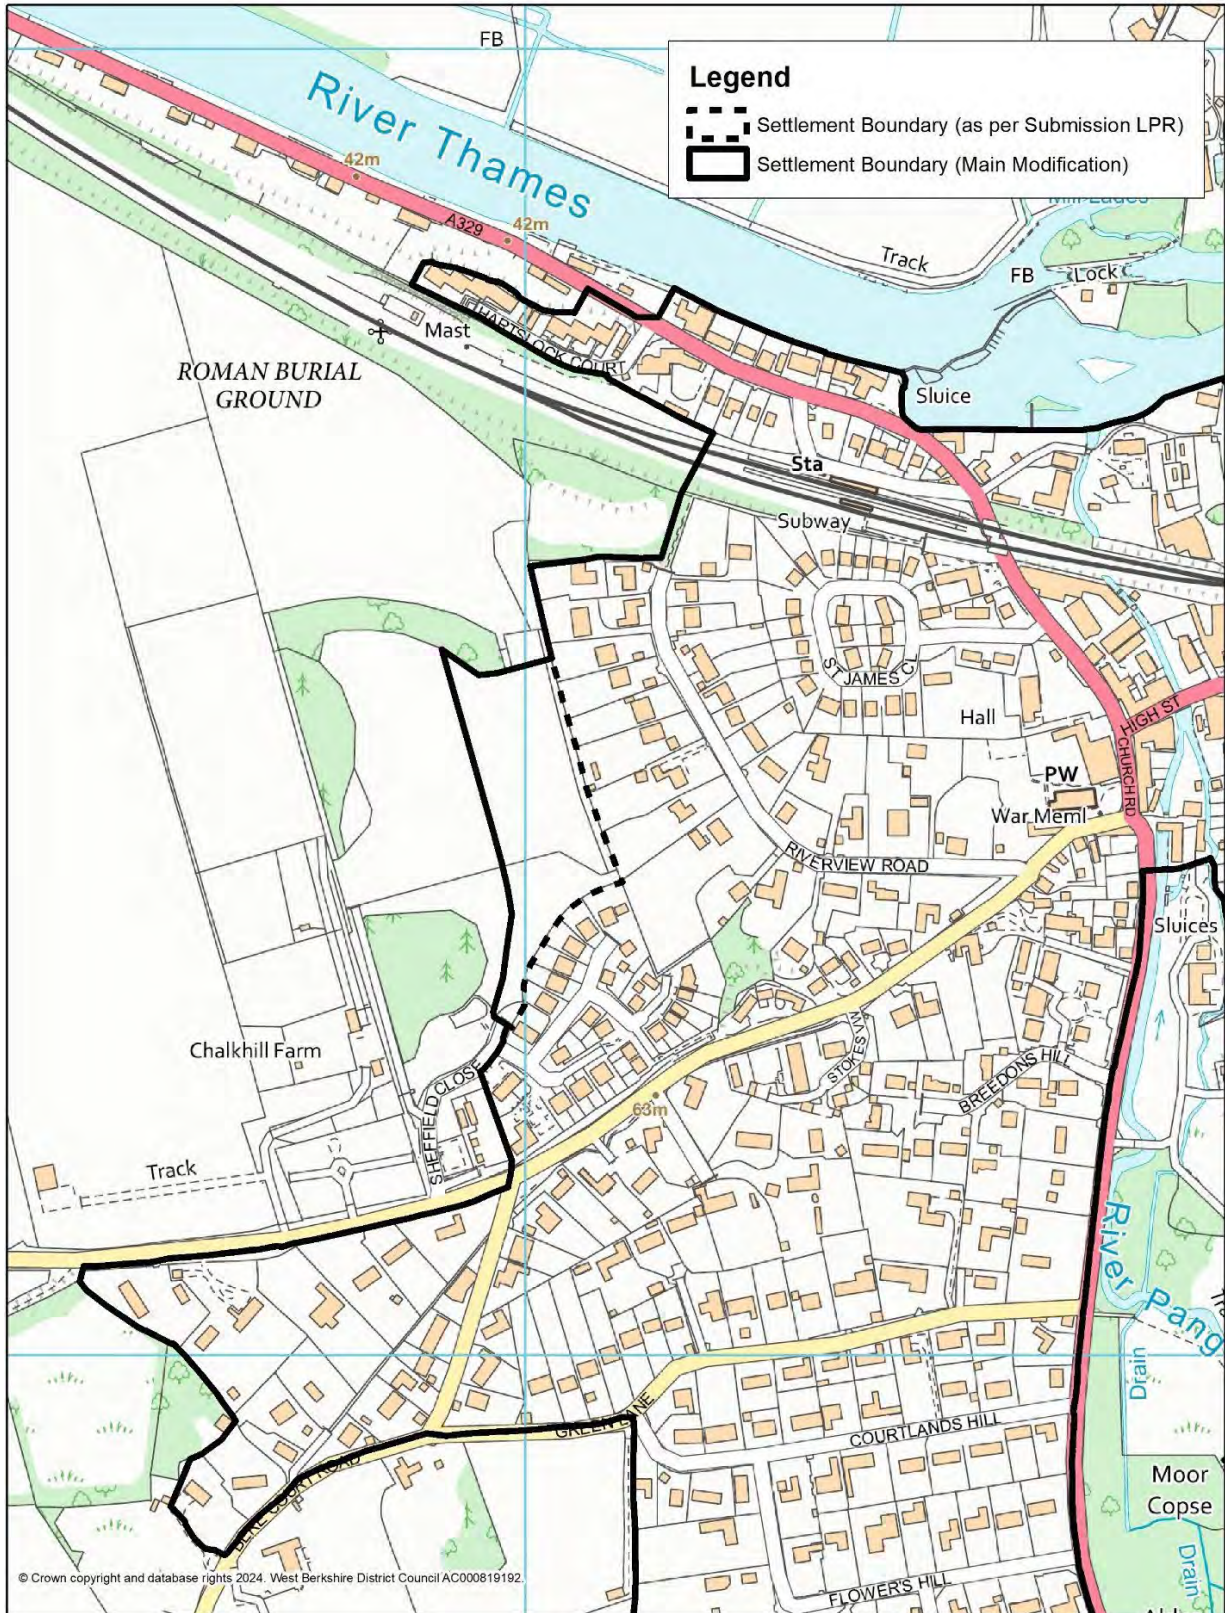 FB
Legend
Settlement Boundary (as per Submission LPR)
Settlement Boundary (Main Modification)
River Thames
42m
A329
42m
Track
FB
Lock
HARTSLOCK COURT
Mast
ROMAN BURIAL
GROUND
Sluice
Sta
Subway
ST JAMES CL
Hall
HIGH ST
CHURCH RD
PW
War Meml
RIVERVIEW ROAD
Sluices
Chalkhill Farm
SHEFFIELD CLOSE
STOKES VW
BREEDONS HILL
63m
Track
River Pang
Drain
GREEN LANE
COURTLANDS HILL
BERE COURT ROAD
Moor
Copse
Drain
FLOWER'S HILL
© Crown copyright and database rights 2024. West Berkshire District Council AC000819192.